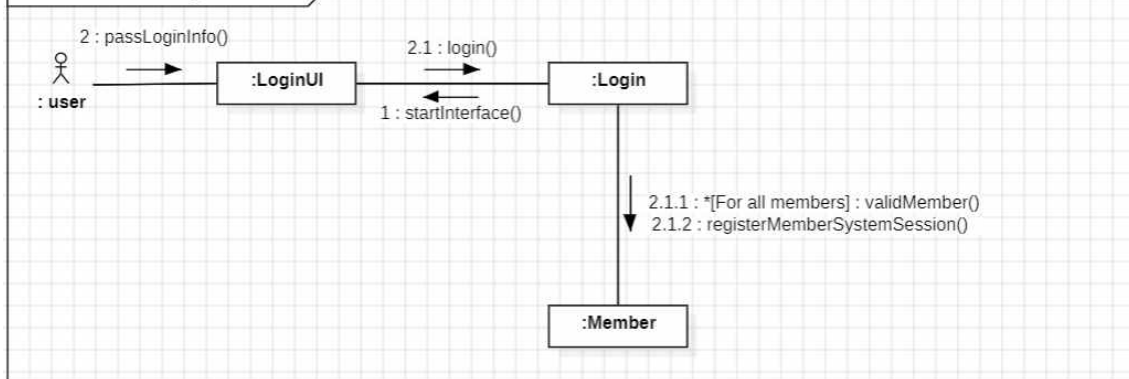 2 : passLoginInfo()
2.1 : login()
:LoginUI
:Login
: user
1 : startInterface()
2.1.1 : *[For all members] : validMember()
2.1.2 : registerMemberSystemSession()
:Member